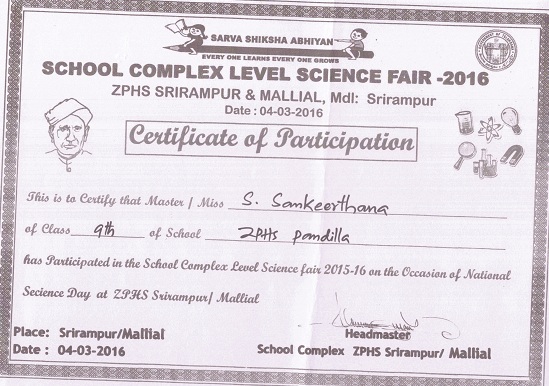 SARVA SHIKSHA ABHIYAN
EVERY ONE LEARNS EVERY ONE GROWS
SCHOOL COMPLEX LEVEL SCIENCE FAIR -2016
ZPHS SRIRAMPUR & MALLIAL, Mdl: Srirampur
Date : 04-03-2016
Certificate of Participation
This is to Certify that Master / Miss S. Sankeerthana
of Class 9th of School ZPHS Pandilla
has Participated in the School Complex Level Science fair 2015-16 on the Occasion of National
Secience Day at ZPHS Srirampur/ Mallial
Place: Srirampur/Mallial
Headmaster
Date : 04-03-2016
School Complex ZPHS Srirampur/ Mallial